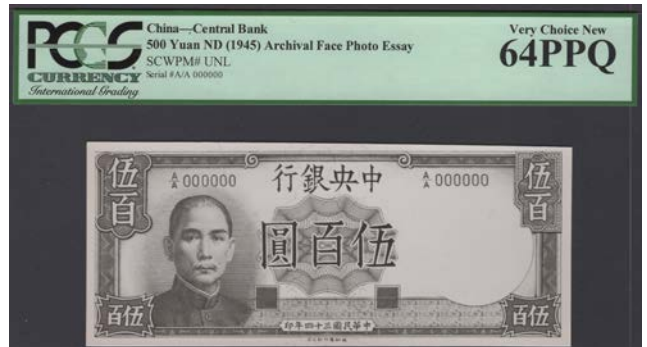 PCGS
CURRENCY
International Grading
China—Central Bank
500 Yuan ND (1945) Archival Face Photo Essay
SCWPM# UNL
Serial #A/A 000000
Very Choice New
64PPQ
伍百
A/A 000000
行銀央中
A/A 000000
伍百
圓百伍
百伍
印年四十三國民華中
百伍